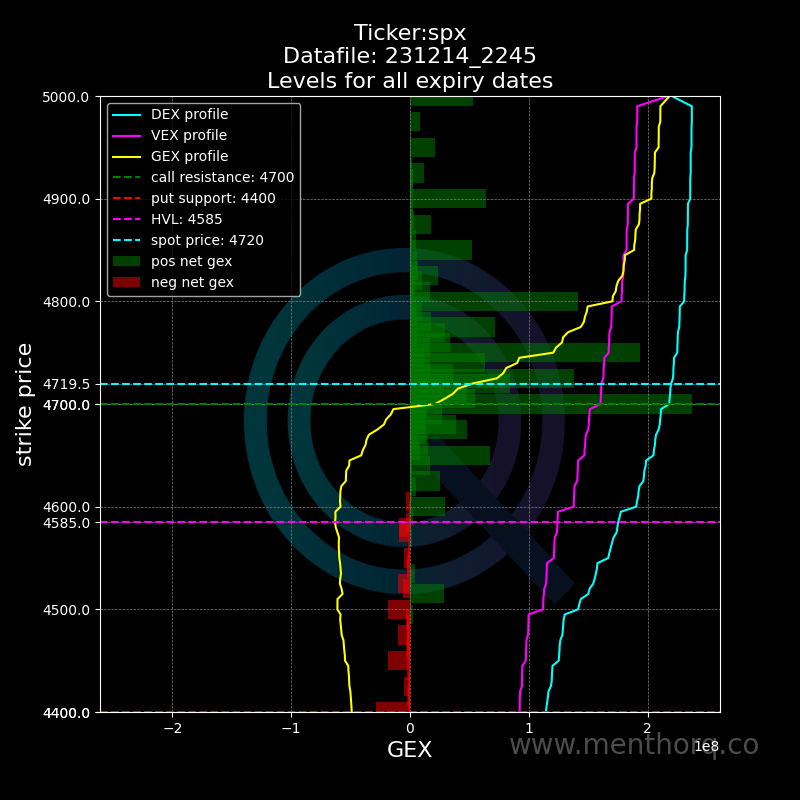 Ticker:spx
Datafile: 231214_2245
Levels for all expiry dates
DEX profile
VEX profile
GEX profile
call resistance: 4700
put support: 4400
HVL: 4585
spot price: 4720
pos net gex
neg net gex
strike price
5000.0
4900.0
4800.0
4719.5
4700.0
4600.0
4585.0
4500.0
4400.0
−2 −1 0 1 2
1e8
GEX
www.menthorq.co